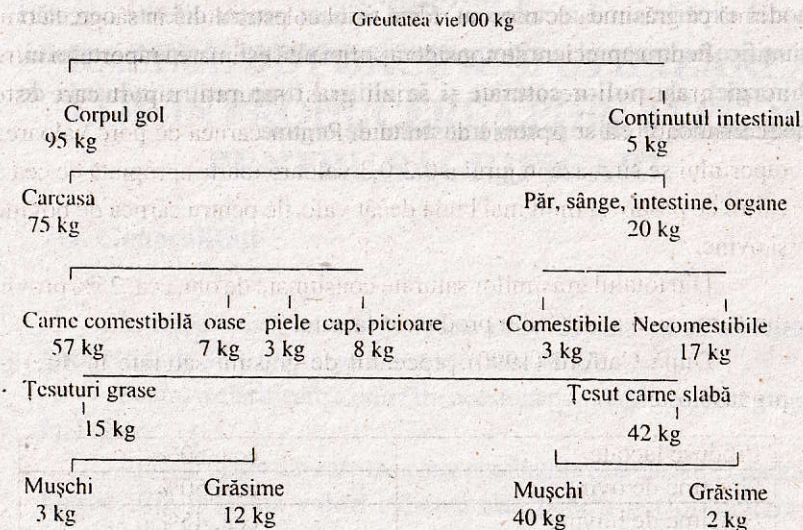 Greutatea vie100 kg
Corpul gol Conținutul intestinal
95 kg 5 kg
Carcasa Păr, sânge, intestine, organe
75 kg 20 kg
Carne comestibilă oase piele cap, picioare Comestibile Necomestibile
57 kg 7 kg 3 kg 8 kg 3 kg 17 kg
Țesuturi grase Țesut carne slabă
15 kg 42 kg
Mușchi Grăsime Mușchi Grăsime
3 kg 12 kg 40 kg 2 kg